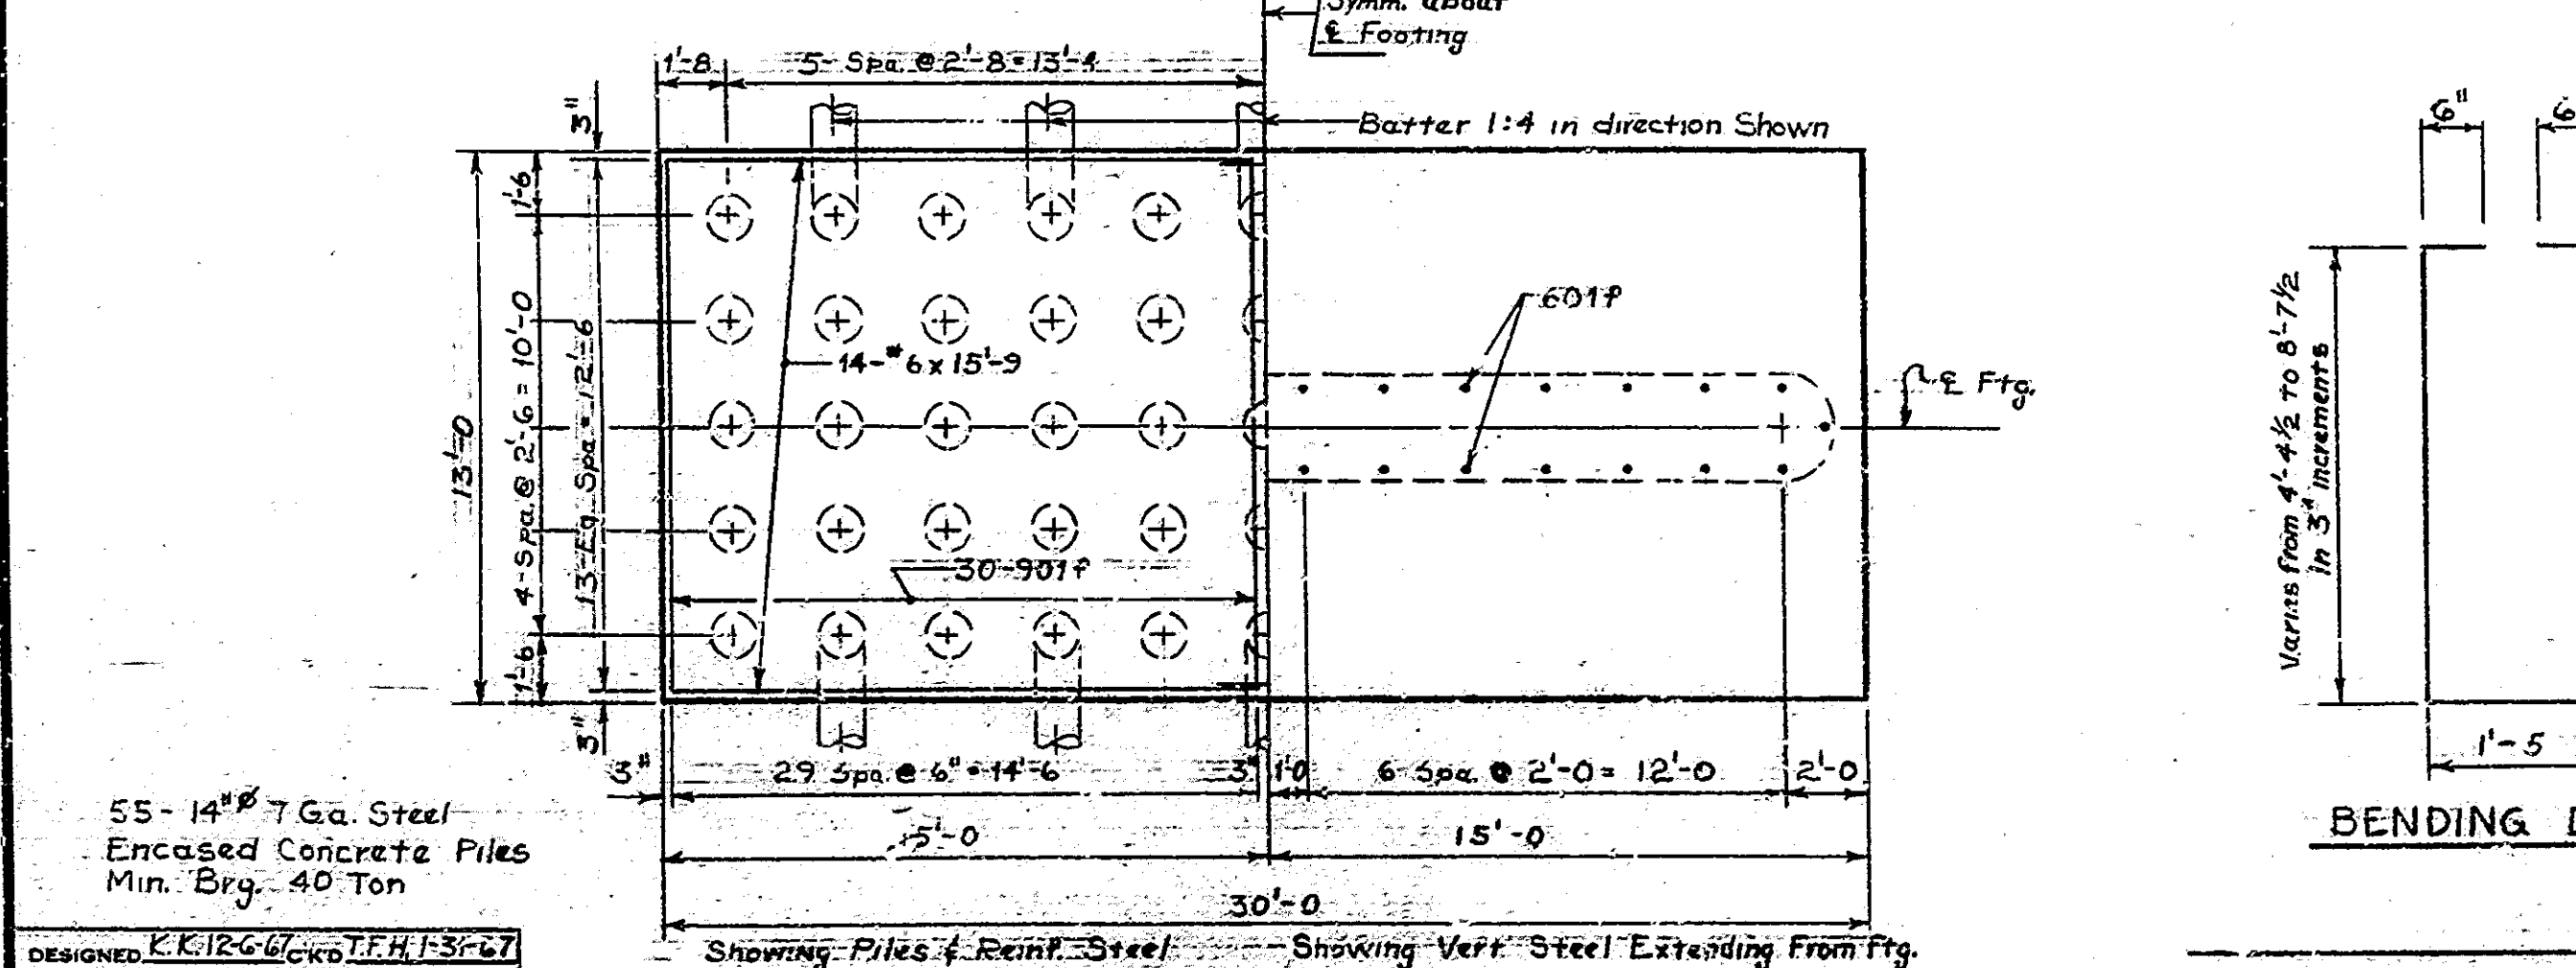 Symm. about
℄ Footing
1'-8
5- Spa. @ 2'-8 = 13'-4
3"
Batter 1:4 in direction Shown
6"
6"
1'-6
4-Spa. @ 2'-6 = 10'-0
1'-6
13'-0
13-Eq Spa = 12'-6
3"
14-#6 x 15'-9
601f
℄ Ftg.
30-901f
Varies from 4'-4½ to 8'-7½
In 3" increments
3"
29 Spa @ 6" = 14'-6
3"
1'0
6-Spa. @ 2'-0 = 12'-0
2'-0
1'-5
5'-0
15'-0
30'-0
55- 14"Ø 7 Ga. Steel
Encased Concrete Piles
Min. Brg. 40 Ton
BENDING
DESIGNED K.K. 12-6-67 CK'D T.F.H. 1-31-67
Showing Piles & Reinf. Steel
Showing Vert Steel Extending From Ftg.